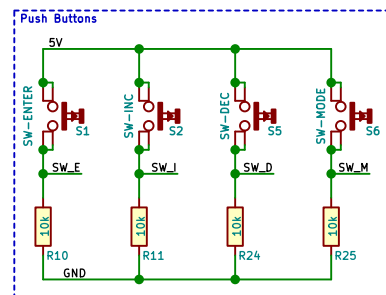 Push Buttons
5V
SW-ENTER
S1
SW-INC
S2
SW-DEC
S5
SW-MODE
S6
SW_E
SW_I
SW_D
SW_M
10k
R10
10k
R11
10k
R24
10k
R25
GND